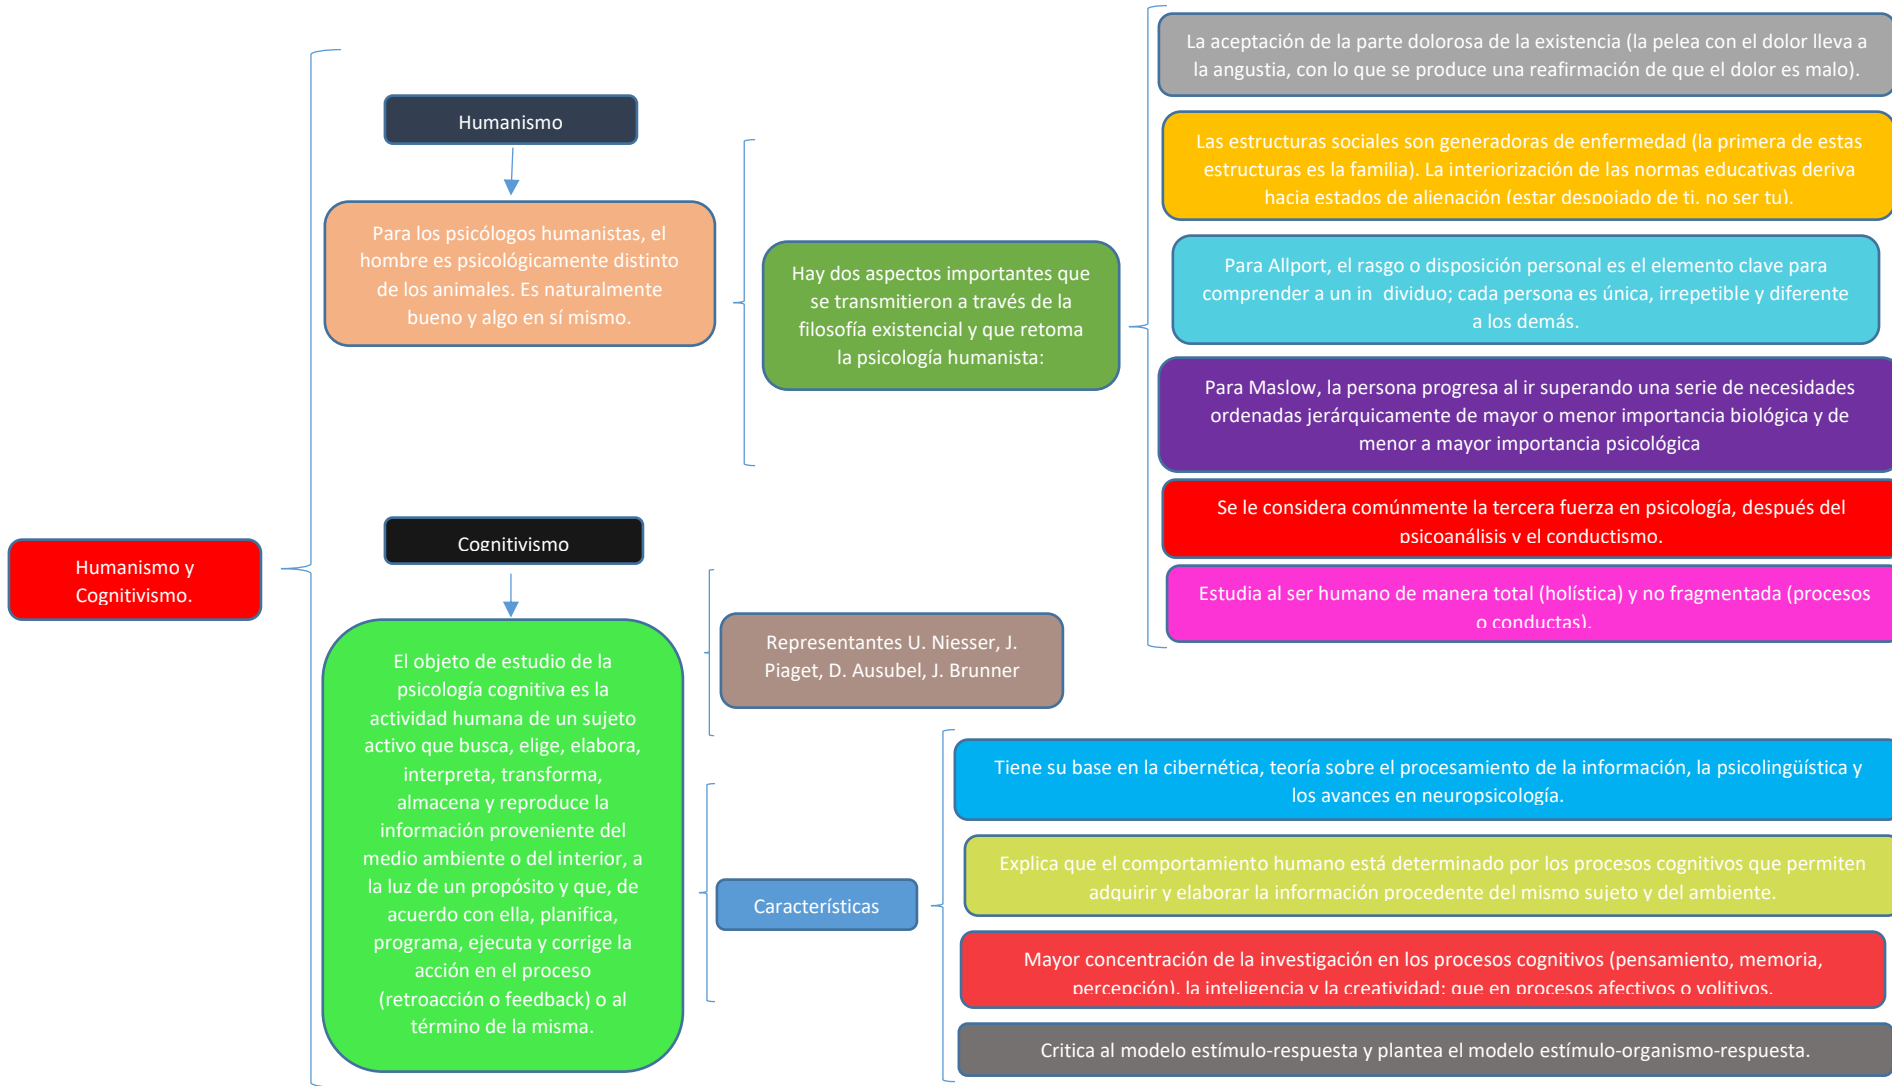 Humanismo y
Cognitivismo.
Humanismo
Para los psicólogos humanistas, el
hombre es psicológicamente distinto
de los animales. Es naturalmente
bueno y algo en sí mismo.
Hay dos aspectos importantes que
se transmitieron a través de la
filosofía existencial y que retoma
la psicología humanista:
La aceptación de la parte dolorosa de la existencia (la pelea con el dolor lleva a
la angustia, con lo que se produce una reafirmación de que el dolor es malo).
Las estructuras sociales son generadoras de enfermedad (la primera de estas
estructuras es la familia). La interiorización de las normas educativas deriva
hacia estados de alienación (estar despojado de ti, no ser tu).
Para Allport, el rasgo o disposición personal es el elemento clave para
comprender a un in dividuo; cada persona es única, irrepetible y diferente
a los demás.
Para Maslow, la persona progresa al ir superando una serie de necesidades
ordenadas jerárquicamente de mayor o menor importancia biológica y de
menor a mayor importancia psicológica
Se le considera comúnmente la tercera fuerza en psicología, después del
psicoanálisis y el conductismo.
Estudia al ser humano de manera total (holística) y no fragmentada (procesos
o conductas).
Cognitivismo
El objeto de estudio de la
psicología cognitiva es la
actividad humana de un sujeto
activo que busca, elige, elabora,
interpreta, transforma,
almacena y reproduce la
información proveniente del
medio ambiente o del interior, a
la luz de un propósito y que, de
acuerdo con ella, planifica,
programa, ejecuta y corrige la
acción en el proceso
(retroacción o feedback) o al
término de la misma.
Representantes U. Niesser, J.
Piaget, D. Ausubel, J. Brunner
Características
Tiene su base en la cibernética, teoría sobre el procesamiento de la información, la psicolingüística y
los avances en neuropsicología.
Explica que el comportamiento humano está determinado por los procesos cognitivos que permiten
adquirir y elaborar la información procedente del mismo sujeto y del ambiente.
Mayor concentración de la investigación en los procesos cognitivos (pensamiento, memoria,
percepción), la inteligencia y la creatividad; que en procesos afectivos o volitivos.
Critica al modelo estímulo-respuesta y plantea el modelo estímulo-organismo-respuesta.